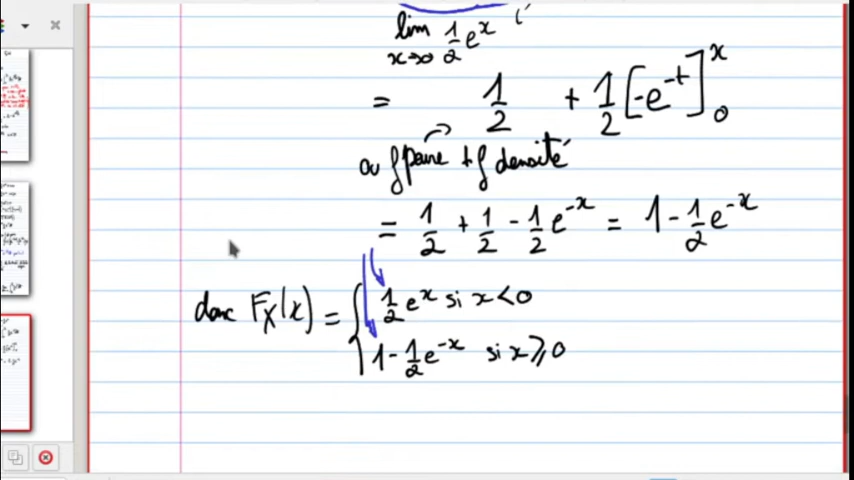 lim 1/2 e^x
x→0
= 1/2 + 1/2 [-e^-t]_0^x
ou f paire + f densité
= 1/2 + 1/2 - 1/2 e^-x = 1 - 1/2 e^-x
donc F_X(x) = { 1/2 e^x si x < 0
1 - 1/2 e^-x si x ⩾ 0